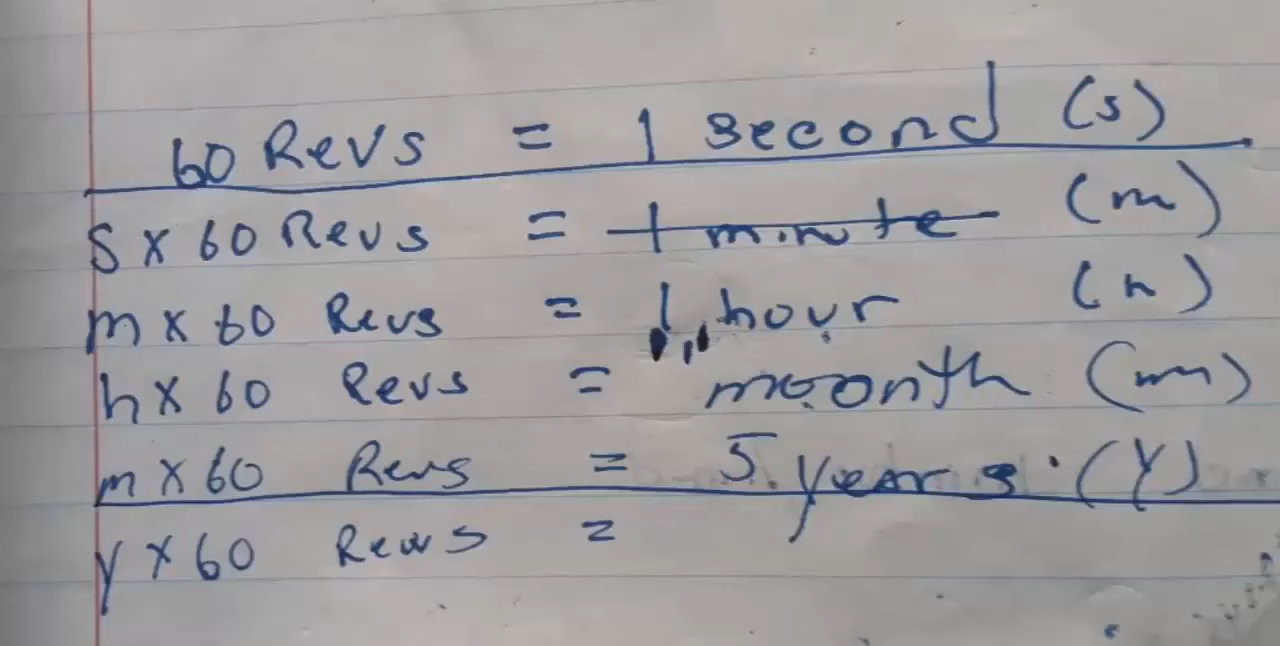 60 Revs = 1 second (s)
S x 60 Revs = 1 minute (m)
m x 60 Revs = 1 hour (h)
h x 60 Revs = moonth (m)
m x 60 Revs = 5 years. (Y)
Y x 60 Revs =